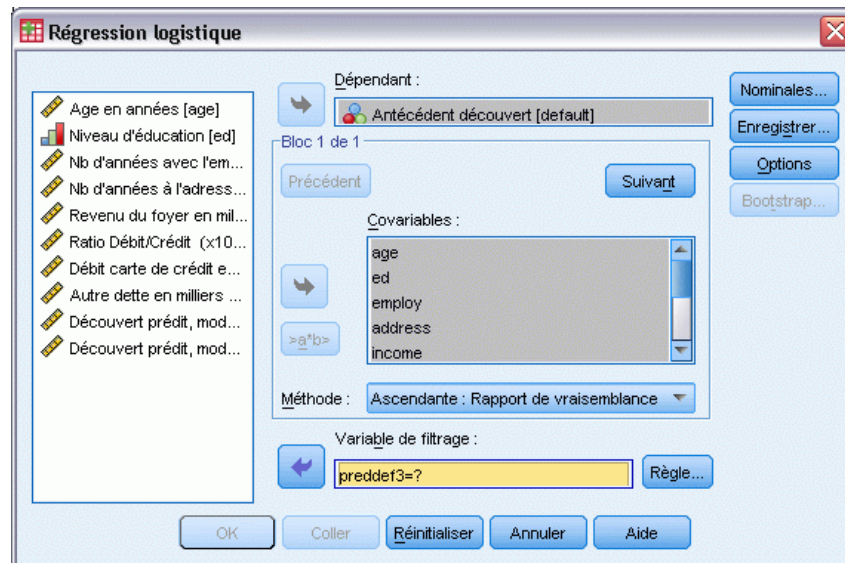 Régression logistique
Age en années [age]
Niveau d'éducation [ed]
Nb d'années avec l'em...
Nb d'années à l'adress...
Revenu du foyer en mil...
Ratio Débit/Crédit (x10...
Débit carte de crédit e...
Autre dette en milliers ...
Découvert prédit, mod...
Découvert prédit, mod...
Dépendant :
Antécédent découvert [default]
Bloc 1 de 1
Précédent
Suivant
Covariables :
age
ed
employ
address
income
>a*b>
Méthode :
Ascendante : Rapport de vraisemblance
Variable de filtrage :
preddef3=?
Règle...
Nominales...
Enregistrer...
Options
Bootstrap...
OK
Coller
Réinitialiser
Annuler
Aide